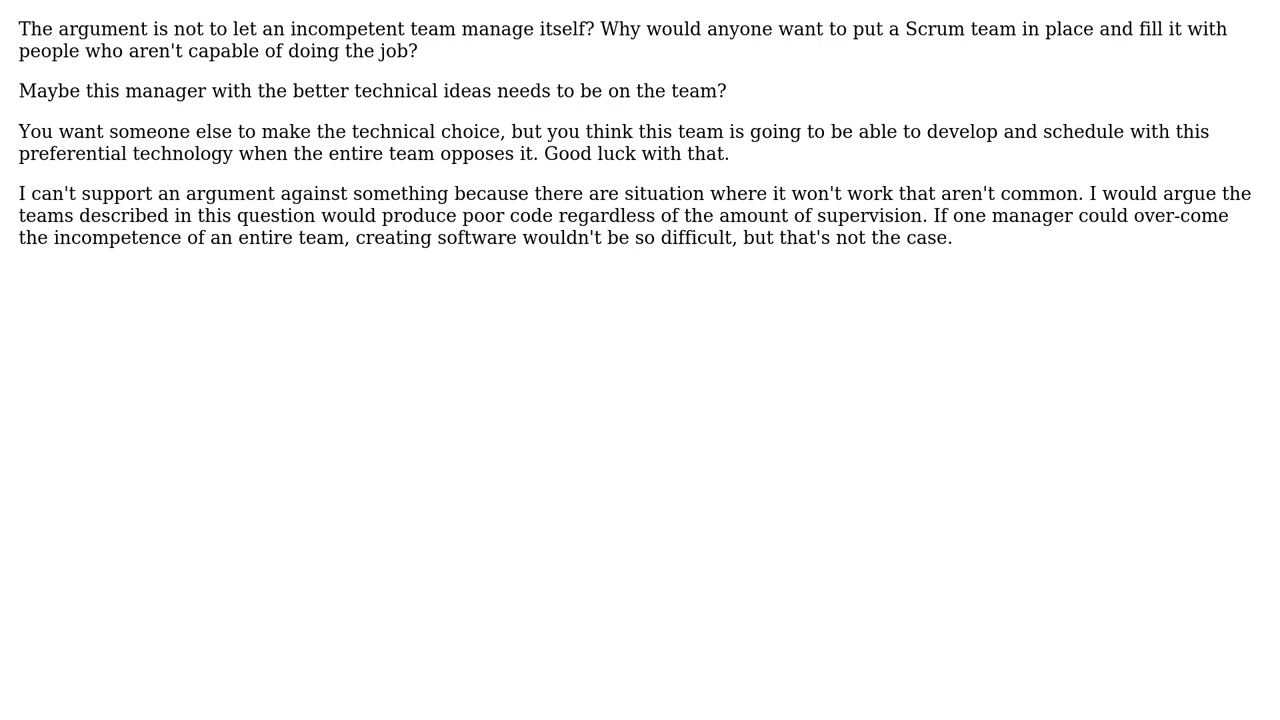 The argument is not to let an incompetent team manage itself? Why would anyone want to put a Scrum team in place and fill it with
people who aren't capable of doing the job?
Maybe this manager with the better technical ideas needs to be on the team?
You want someone else to make the technical choice, but you think this team is going to be able to develop and schedule with this
preferential technology when the entire team opposes it. Good luck with that.
I can't support an argument against something because there are situation where it won't work that aren't common. I would argue the
teams described in this question would produce poor code regardless of the amount of supervision. If one manager could over-come
the incompetence of an entire team, creating software wouldn't be so difficult, but that's not the case.